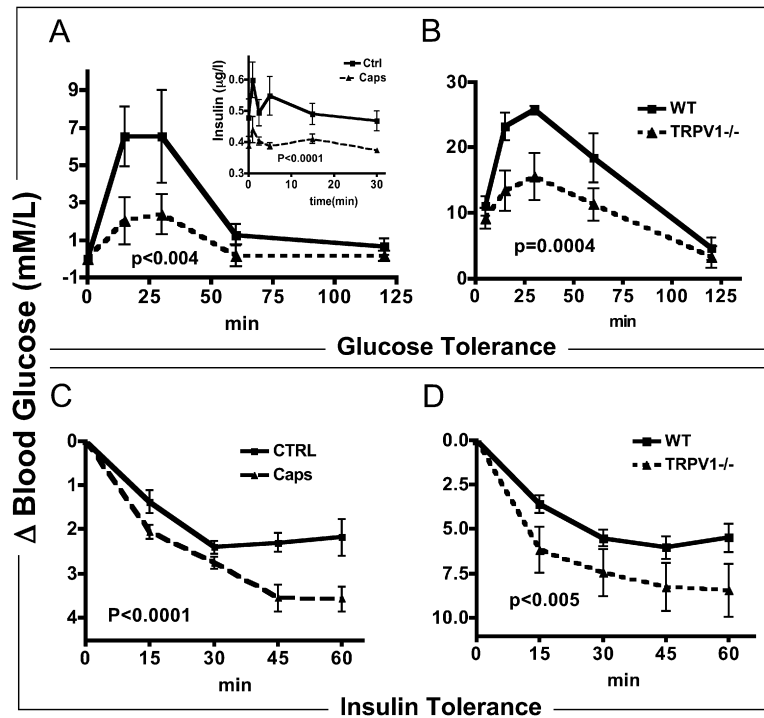 Δ Blood Glucose (mM/L)
A
9
7
5
3
1
-1
0
25
50
75
100
125
min
p<0.004
Insulin (μg/l)
0.6
0.5
0.4
0.3
0
10
20
30
time(min)
Ctrl
Caps
P<0.0001
B
30
20
10
0
0
25
50
75
100
125
min
WT
TRPV1-/-
p=0.0004
Glucose Tolerance
C
0
1
2
3
4
0
15
30
45
60
min
CTRL
Caps
P<0.0001
D
0.0
2.5
5.0
7.5
10.0
0
15
30
45
60
min
WT
TRPV1-/-
p<0.005
Insulin Tolerance